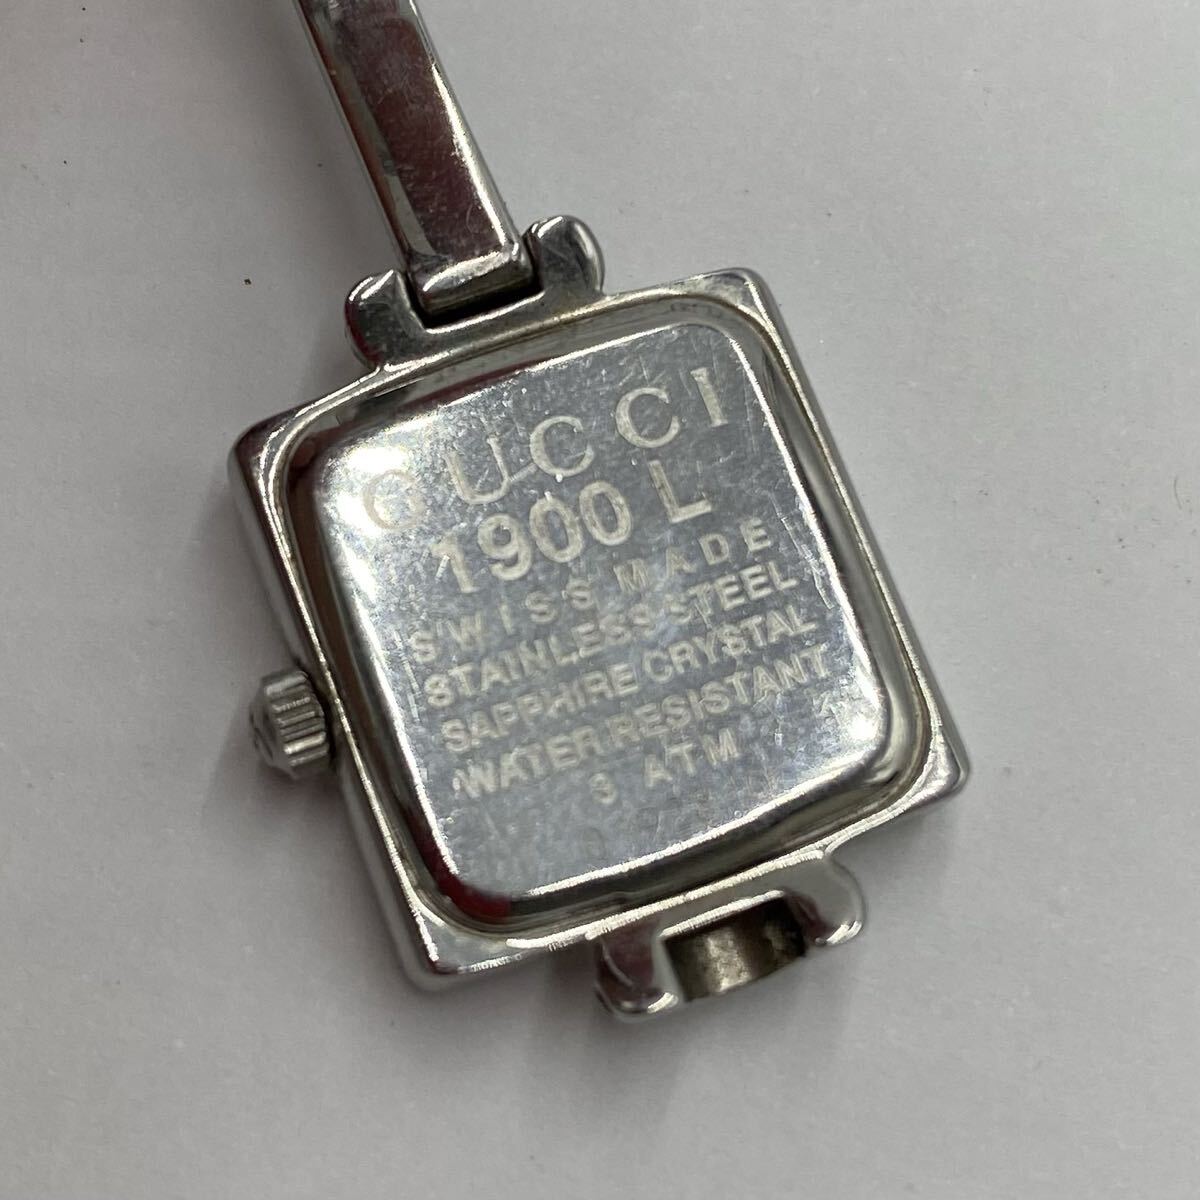 GUCCI
1900 L
SWISS MADE
STAINLESS STEEL
SAPPHIRE CRYSTAL
WATER RESISTANT
3 ATM